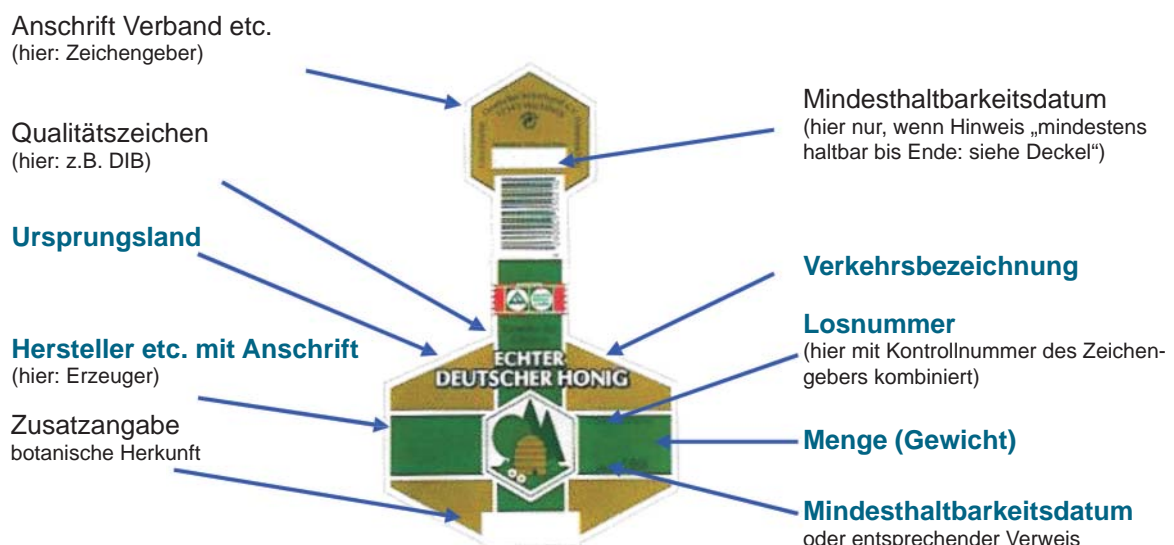 Anschrift Verband etc.
(hier: Zeichengeber)
Qualitätszeichen
(hier: z.B. DIB)
Ursprungsland
Hersteller etc. mit Anschrift
(hier: Erzeuger)
Zusatzangabe
botanische Herkunft
ECHTER
DEUTSCHER HONIG
Mindesthaltbarkeitsdatum
(hier nur, wenn Hinweis „mindestens
haltbar bis Ende: siehe Deckel“)
Verkehrsbezeichnung
Losnummer
(hier mit Kontrollnummer des Zeichen-
gebers kombiniert)
Menge (Gewicht)
Mindesthaltbarkeitsdatum
oder entsprechender Verweis